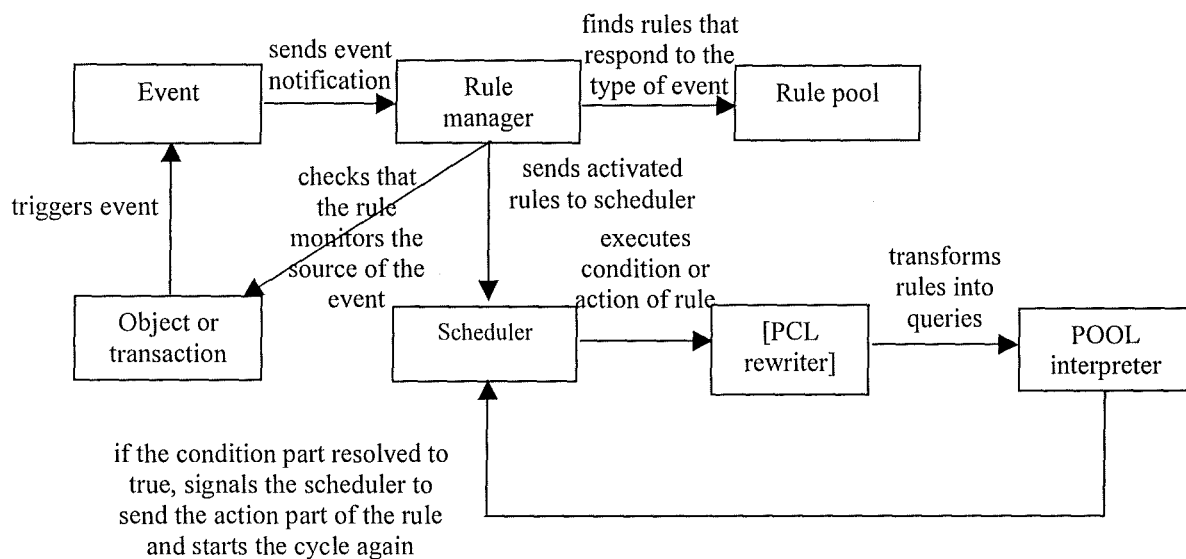 sends event
notification
finds rules that
respond to the
type of event
Event
Rule
manager
Rule pool
triggers event
checks that
the rule
monitors the
source of the
event
sends activated
rules to scheduler
executes
condition or
action of rule
transforms
rules into
queries
Object or
transaction
Scheduler
[PCL
rewriter]
POOL
interpreter
if the condition part resolved to
true, signals the scheduler to
send the action part of the rule
and starts the cycle again